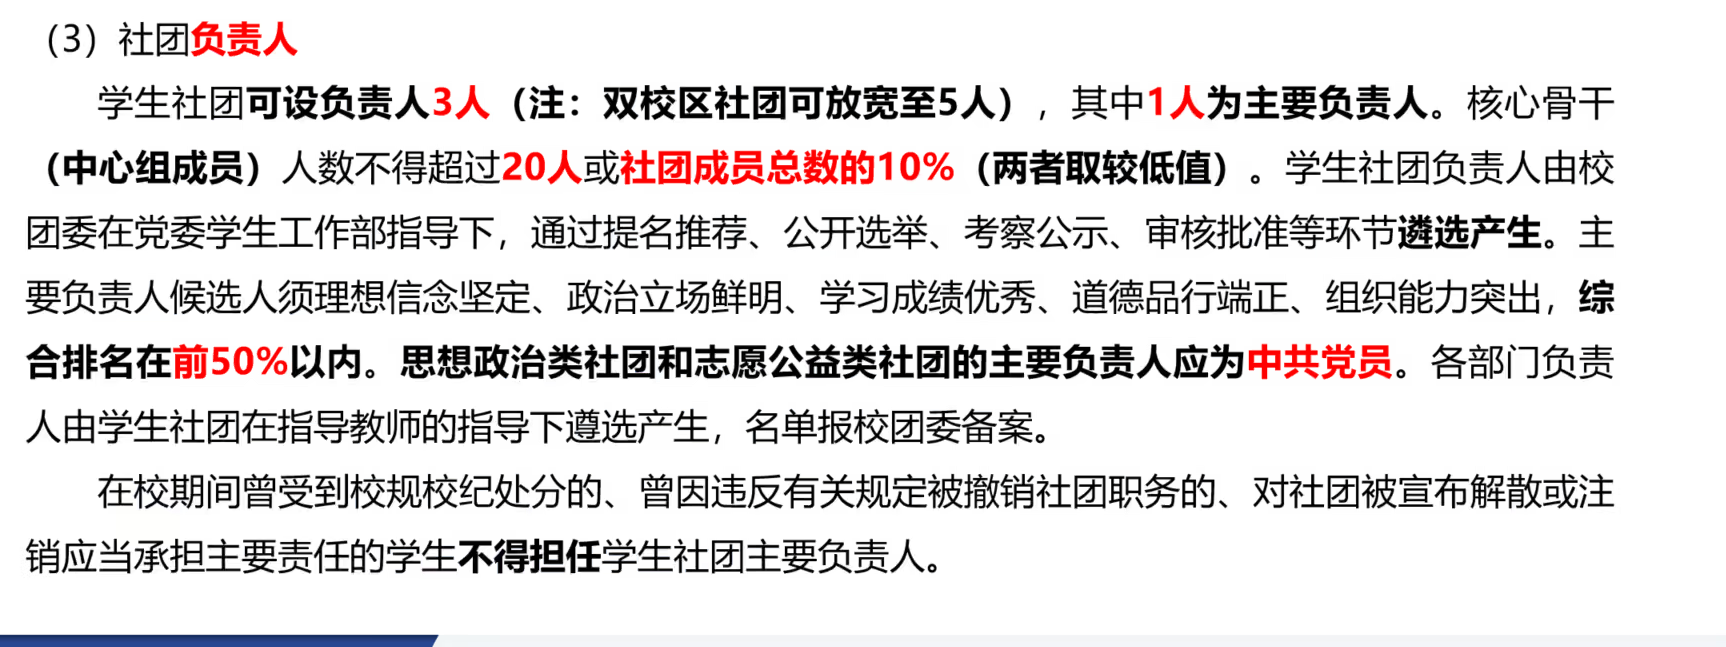 （3）社团负责人
学生社团可设负责人3人（注：双校区社团可放宽至5人），其中1人为主要负责人。核心骨干
（中心组成员）人数不得超过20人或社团成员总数的10%（两者取较低值）。学生社团负责人由校
团委在党委学生工作部指导下，通过提名推荐、公开选举、考察公示、审核批准等环节遴选产生。主
要负责人候选人须理想信念坚定、政治立场鲜明、学习成绩优秀、道德品行端正、组织能力突出，综
合排名在前50%以内。思想政治类社团和志愿公益类社团的主要负责人应为中共党员。各部门负责
人由学生社团在指导教师的指导下遵选产生，名单报校团委备案。
在校期间曾受到校规校纪处分的、曾因违反有关规定被撤销社团职务的、对社团被宣布解散或注
销应当承担主要责任的学生不得担任学生社团主要负责人。